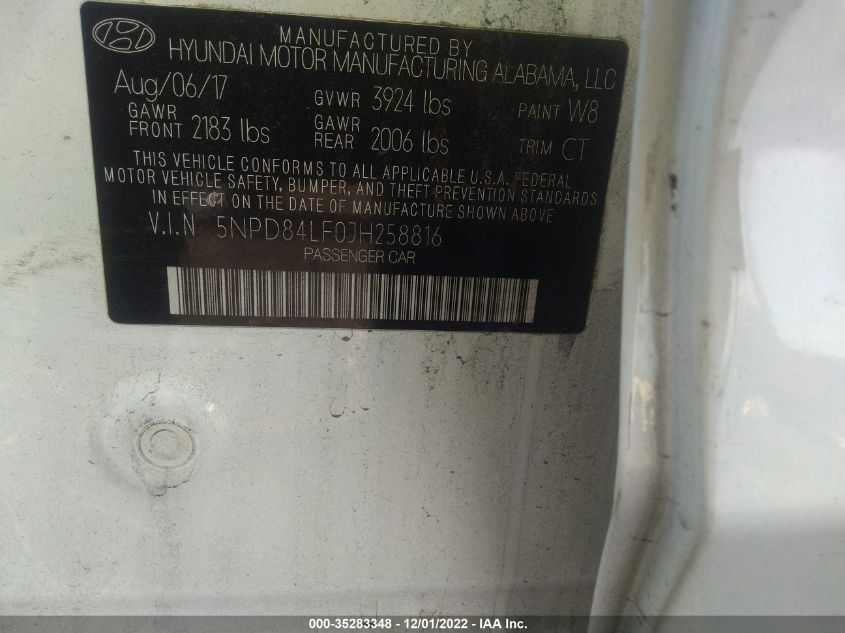 MANUFACTURED BY
HYUNDAI MOTOR MANUFACTURING ALABAMA, LLC
Aug/06/17 GVWR 3924 lbs PAINT W8
GAWR FRONT 2183 lbs GAWR REAR 2006 lbs TRIM CT
THIS VEHICLE CONFORMS TO ALL APPLICABLE U.S.A. FEDERAL
MOTOR VEHICLE SAFETY, BUMPER, AND THEFT PREVENTION STANDARDS
IN EFFECT ON THE DATE OF MANUFACTURE SHOWN ABOVE
V.I.N 5NPD84LF0JH258816
PASSENGER CAR
000-35283348 - 12/01/2022 - IAA Inc.